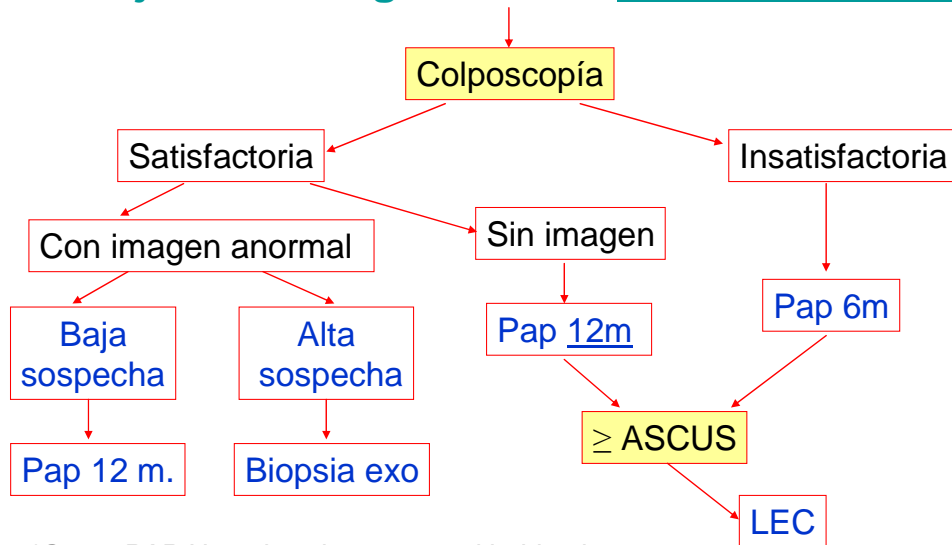 Colposcopía
Satisfactoria
Insatisfactoria
Con imagen anormal
Sin imagen
Baja
sospecha
Alta
sospecha
Pap 12m
Pap 6m
Pap 12 m.
Biopsia exo
≥ ASCUS
LEC